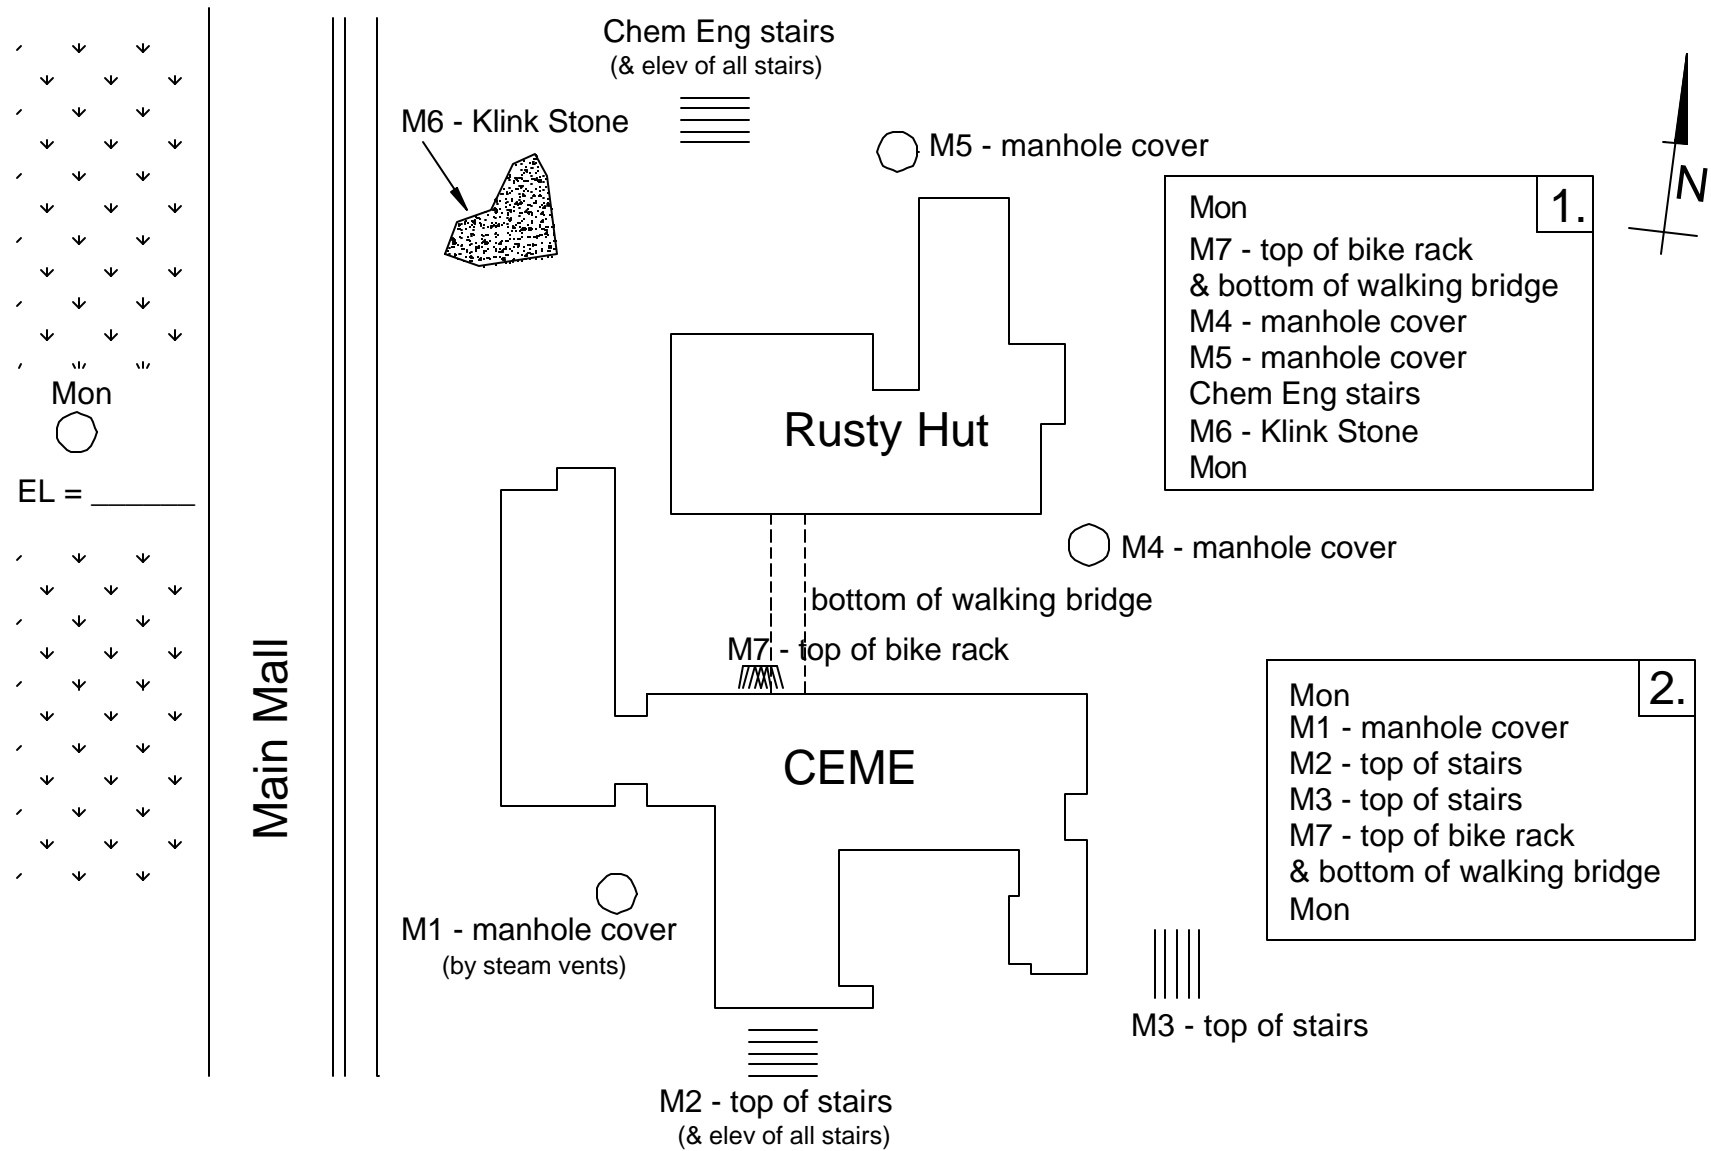 Chem Eng stairs
(& elev of all stairs)
M6 - Klink Stone
M5 - manhole cover
N
1.
Mon
M7 - top of bike rack
& bottom of walking bridge
M4 - manhole cover
M5 - manhole cover
Chem Eng stairs
M6 - Klink Stone
Mon
Mon
EL = ______
Rusty Hut
M4 - manhole cover
bottom of walking bridge
M7 - top of bike rack
Main Mall
CEME
2.
Mon
M1 - manhole cover
M2 - top of stairs
M3 - top of stairs
M7 - top of bike rack
& bottom of walking bridge
Mon
M1 - manhole cover
(by steam vents)
M3 - top of stairs
M2 - top of stairs
(& elev of all stairs)